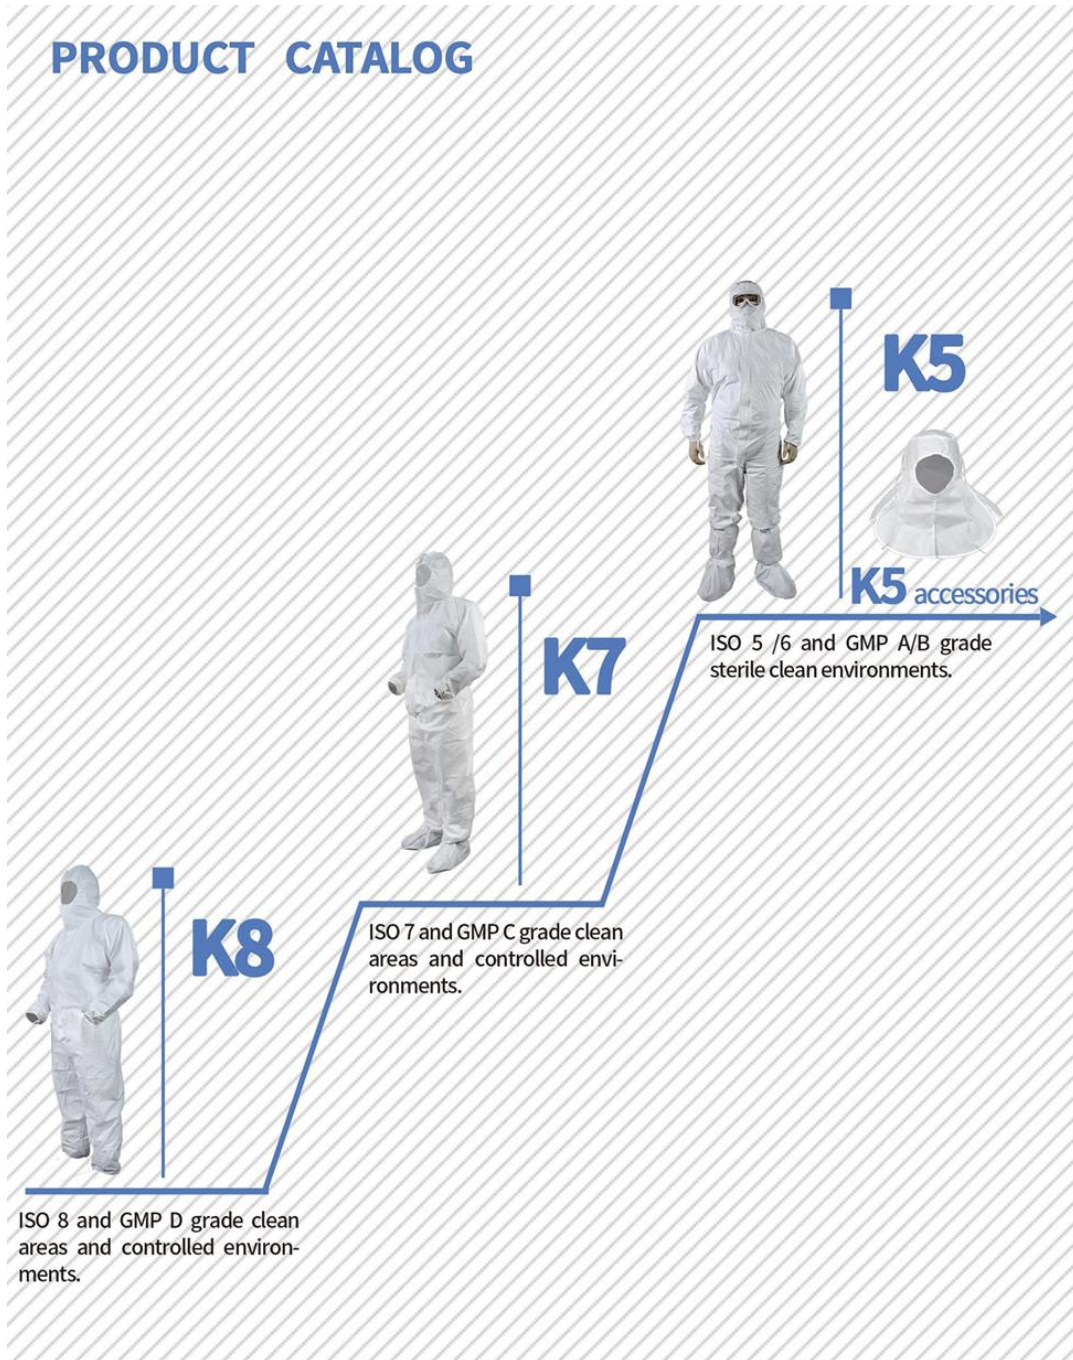 PRODUCT CATALOG
K5
K5 accessories
ISO 5 /6 and GMP A/B grade
sterile clean environments.
K7
ISO 7 and GMP C grade clean
areas and controlled envi-
ronments.
K8
ISO 8 and GMP D grade clean
areas and controlled environ-
ments.